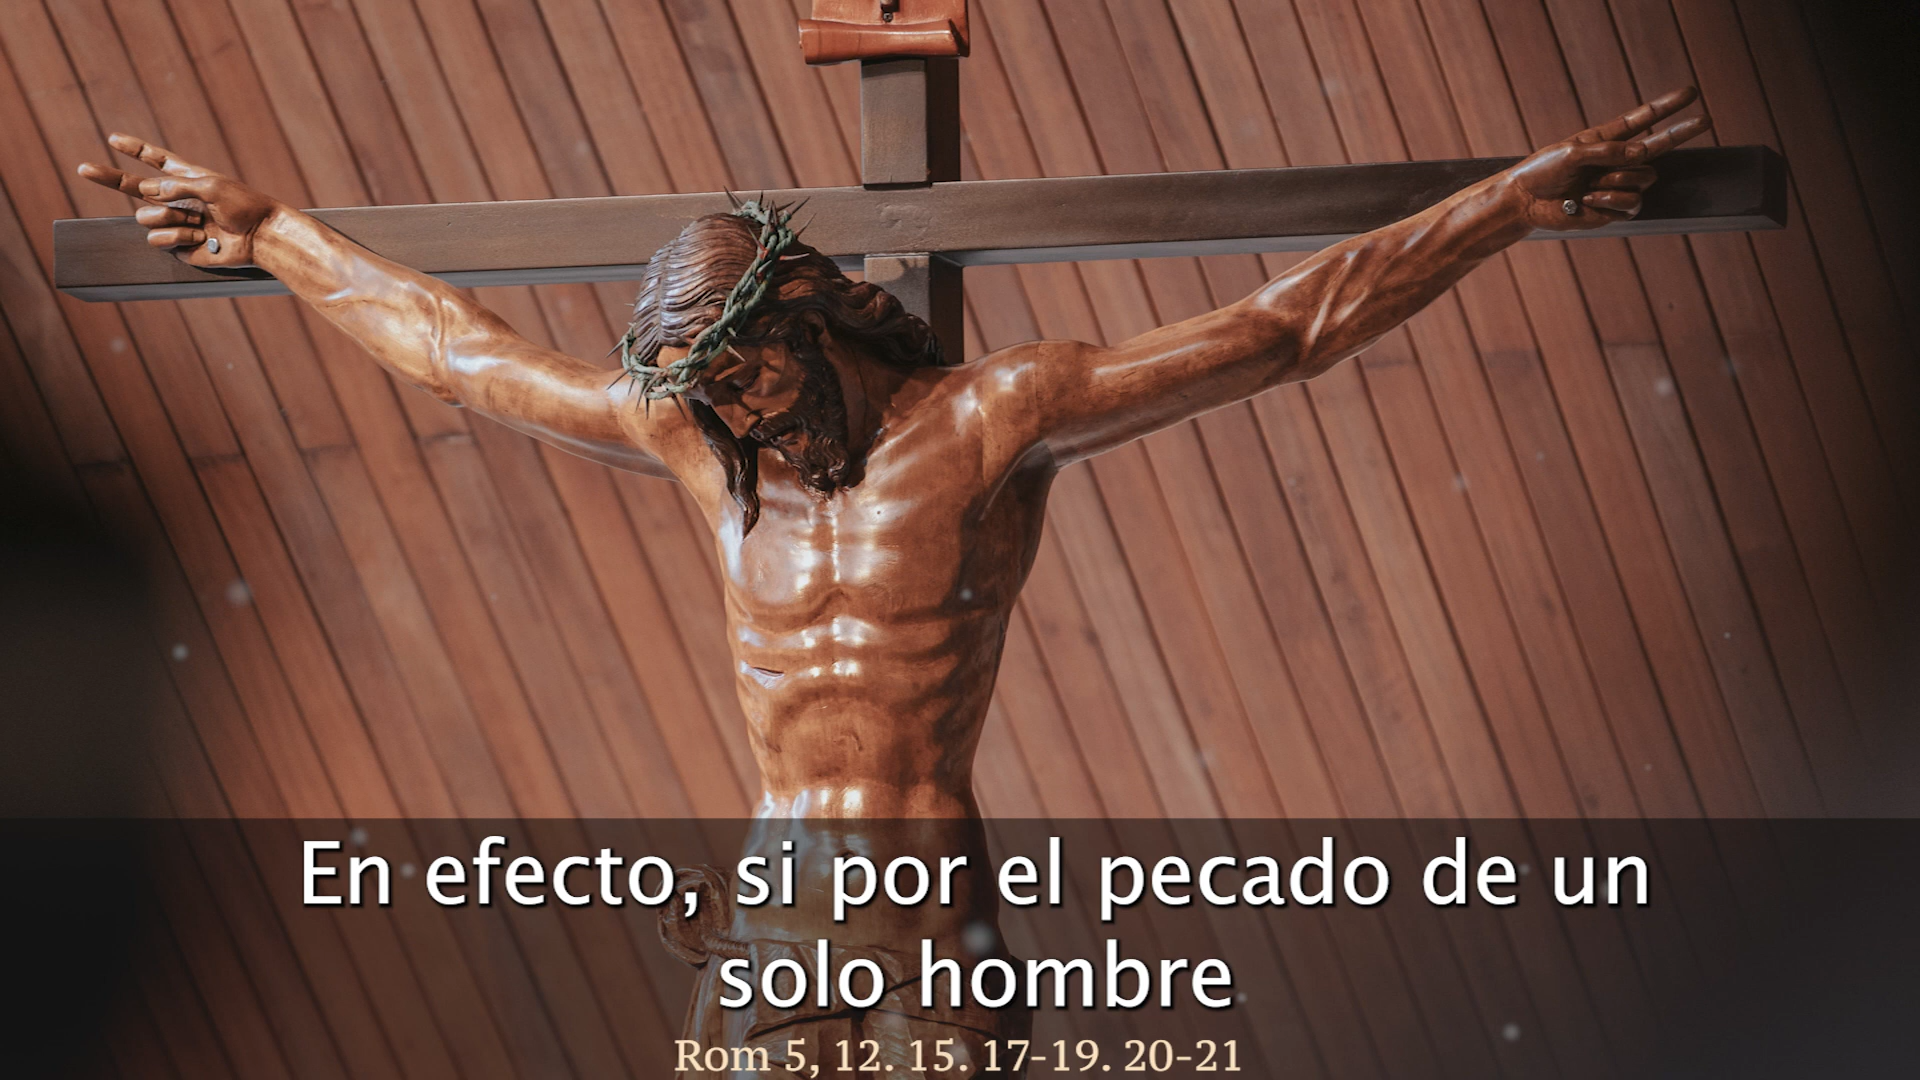 En efecto, si por el pecado de un
solo hombre
Rom 5, 12. 15. 17-19. 20-21